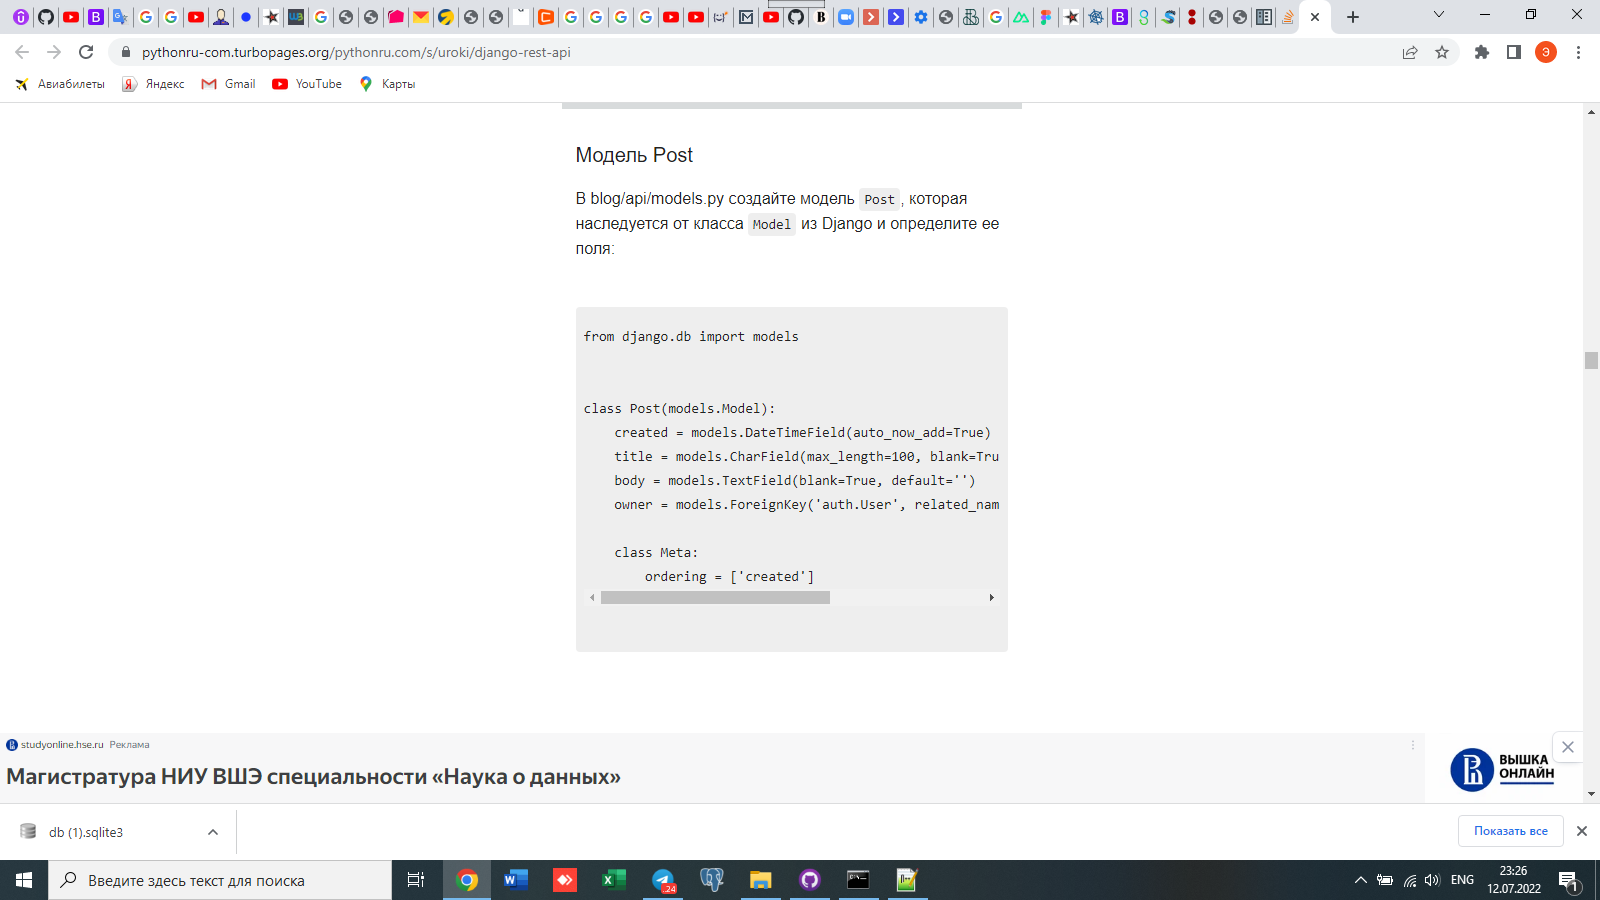 pythonru-com.turbopages.org/pythonru.com/s/uroki/django-rest-api
Э
Авиабилеты
Яндекс
Gmail
YouTube
Карты
Модель Post
В blog/api/models.py создайте модель Post, которая
наследуется от класса Model из Django и определите ее
поля:
from django.db import models
class Post(models.Model):
created = models.DateTimeField(auto_now_add=True)
title = models.CharField(max_length=100, blank=Tru
body = models.TextField(blank=True, default='')
owner = models.ForeignKey('auth.User', related_nam
class Meta:
ordering = ['created']
studyonline.hse.ru Реклама
Магистратура НИУ ВШЭ специальности «Наука о данных»
ВЫШКА
ОНЛАЙН
db (1).sqlite3
Показать все
Введите здесь текст для поиска
24
ENG
23:26
12.07.2022
1